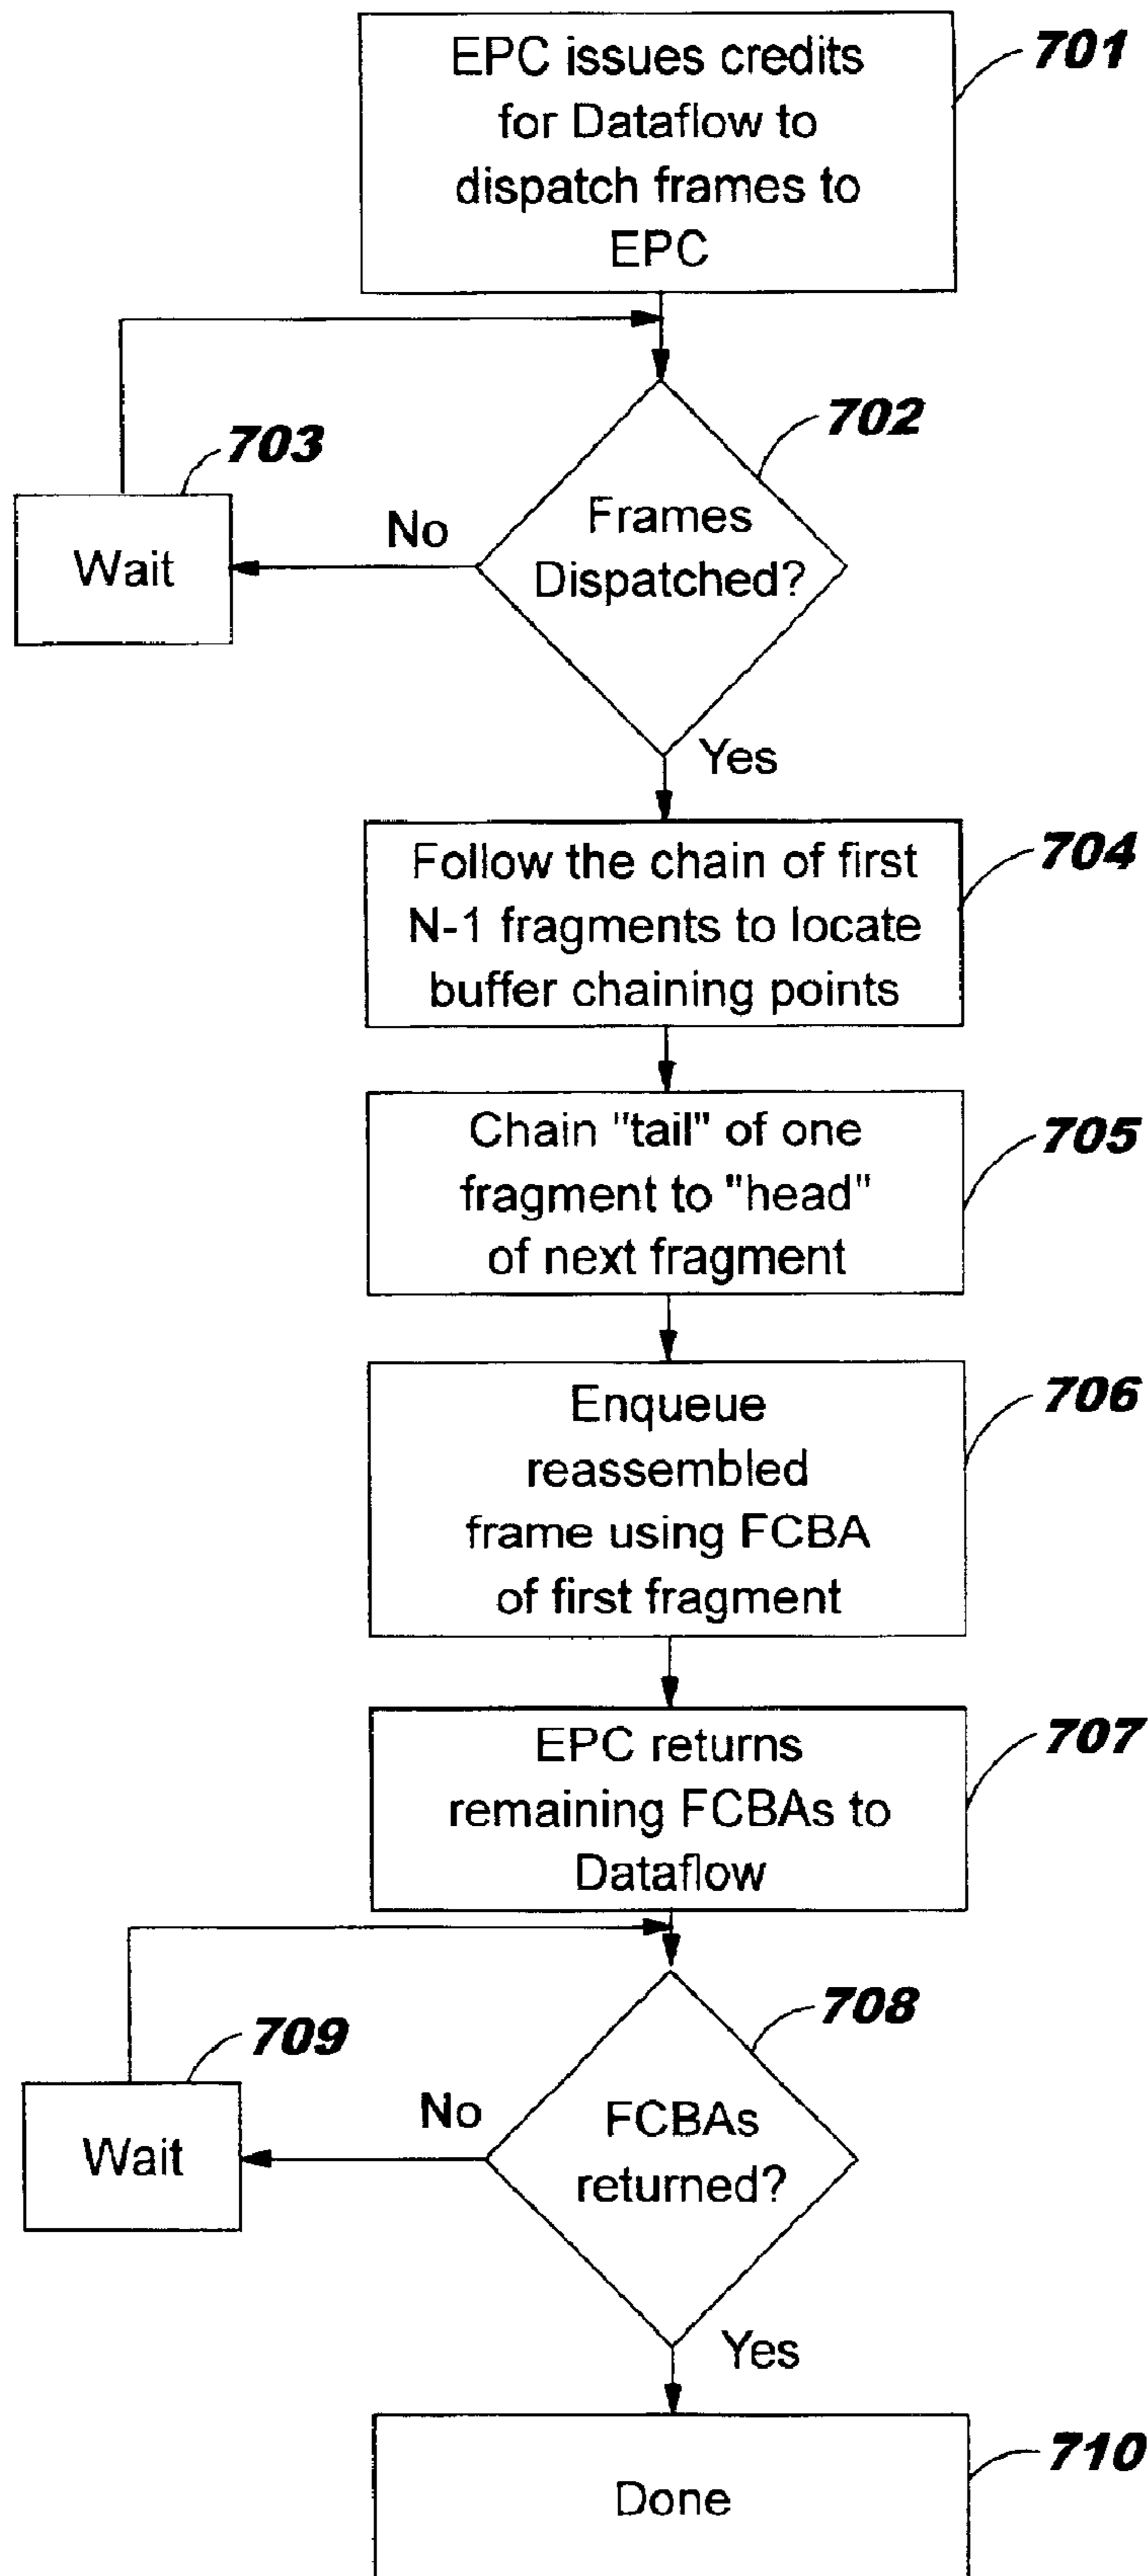 EPC issues credits
for Dataflow to
dispatch frames to
EPC
701
702
703
Frames
Dispatched?
No
Wait
Yes
Follow the chain of first
N-1 fragments to locate
buffer chaining points
704
Chain "tail" of one
fragment to "head"
of next fragment
705
Enqueue
reassembled
frame using FCBA
of first fragment
706
EPC returns
remaining FCBAs to
Dataflow
707
708
709
FCBAs
returned?
No
Wait
Yes
Done
710